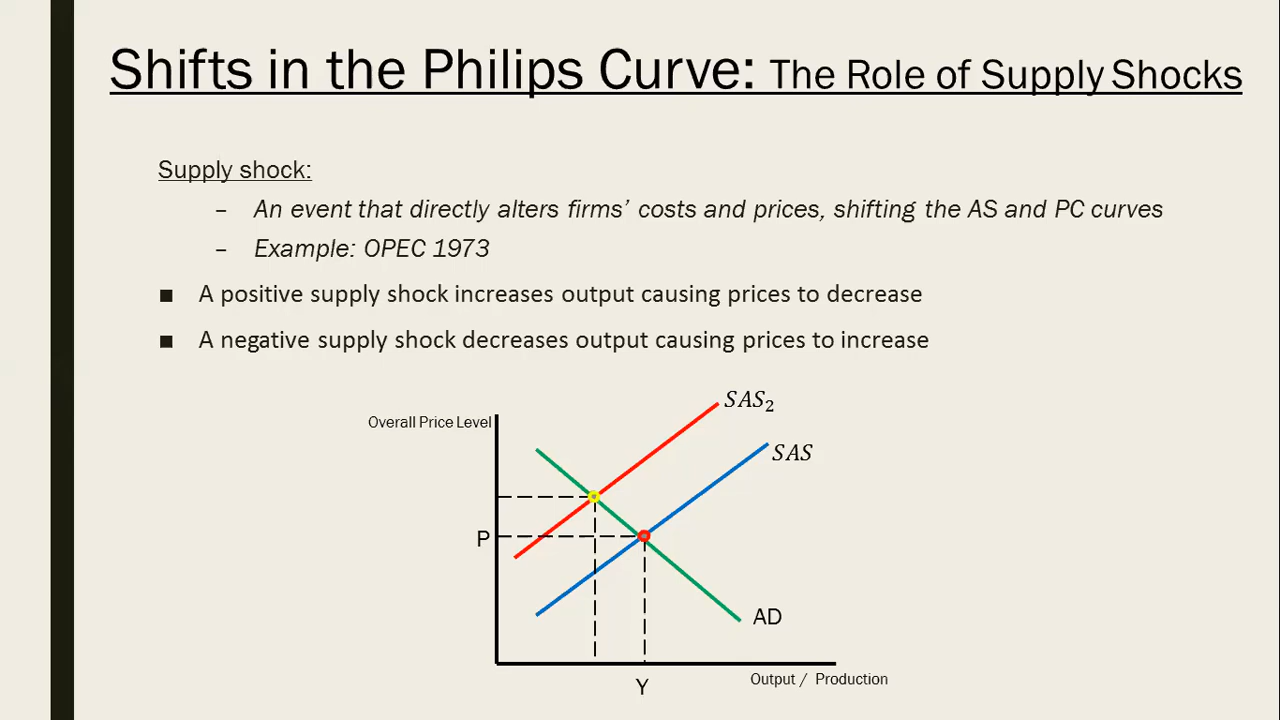 Shifts in the Philips Curve: The Role of Supply Shocks
Supply shock:
– An event that directly alters firms’ costs and prices, shifting the AS and PC curves
– Example: OPEC 1973
■ A positive supply shock increases output causing prices to decrease
■ A negative supply shock decreases output causing prices to increase
SAS₂
Overall Price Level
SAS
P
AD
Output / Production
Y